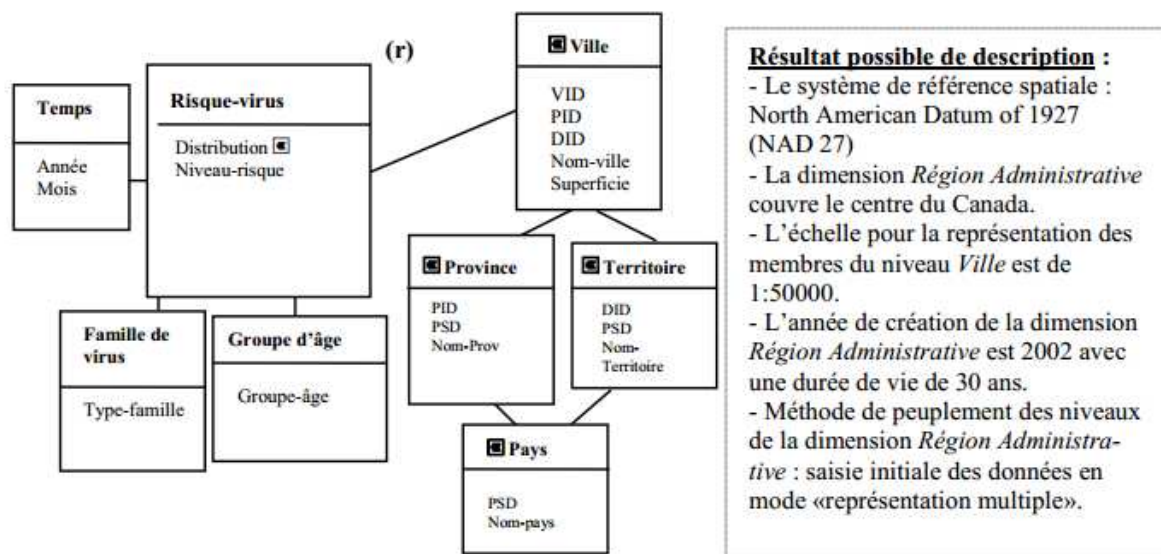 (r)
Temps
Année
Mois
Risque-virus
Distribution
Niveau-risque
Ville
VID
PID
DID
Nom-ville
Superficie
Province
PID
PSD
Nom-Prov
Territoire
DID
PSD
Nom-
Territoire
Famille de
virus
Type-famille
Groupe d'âge
Groupe-âge
Pays
PSD
Nom-pays
Résultat possible de description :
- Le système de référence spatiale :
North American Datum of 1927
(NAD 27)
- La dimension Région Administrative
couvre le centre du Canada.
- L'échelle pour la représentation des
membres du niveau Ville est de
1:50000.
- L'année de création de la dimension
Région Administrative est 2002 avec
une durée de vie de 30 ans.
- Méthode de peuplement des niveaux
de la dimension Région Administra-
tive : saisie initiale des données en
mode «représentation multiple».